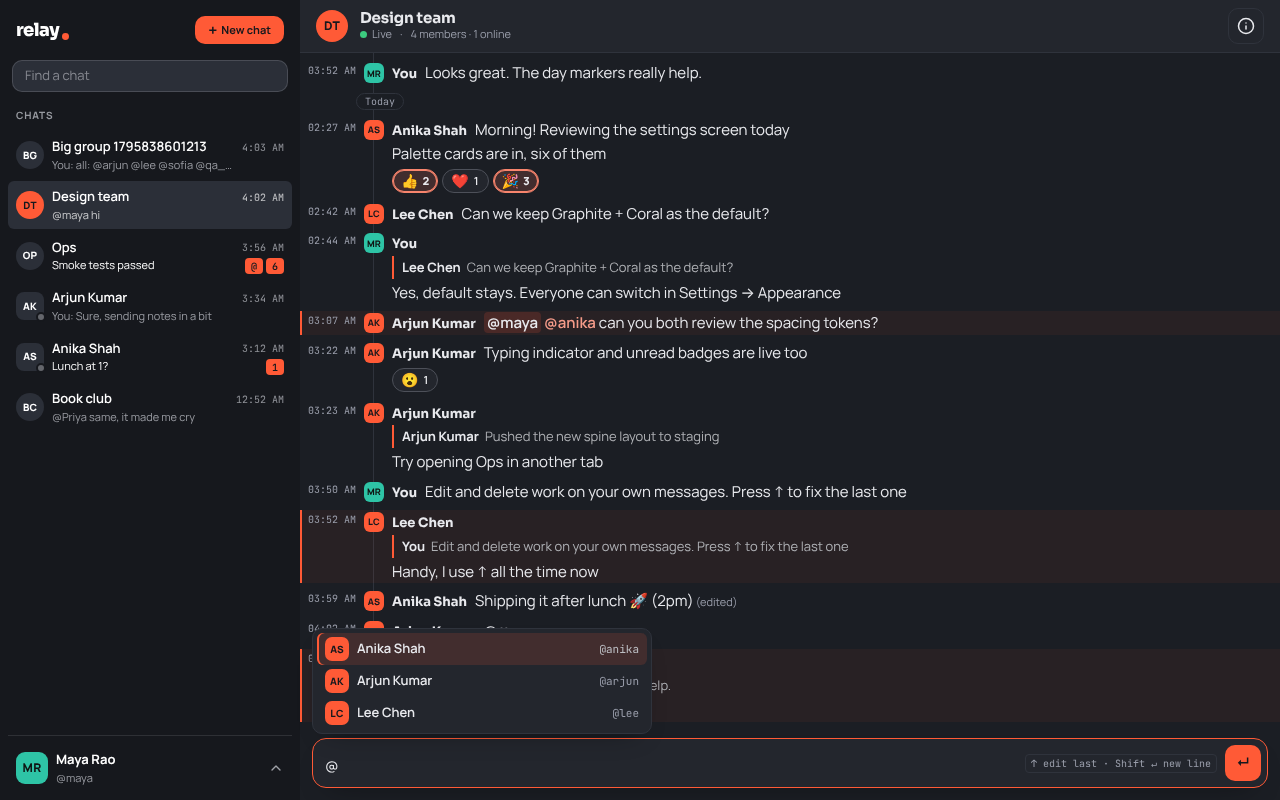 relay.
+ New chat
Find a chat
CHATS
BG
Big group 1795838601213
4:03 AM
You: all: @arjun @lee @sofia @qa_…
DT
Design team
4:02 AM
@maya hi
OP
Ops
3:56 AM
Smoke tests passed
@ 6
AK
Arjun Kumar
3:34 AM
You: Sure, sending notes in a bit
AS
Anika Shah
3:12 AM
Lunch at 1?
1
BC
Book club
12:52 AM
@Priya same, it made me cry
MR
Maya Rao
@maya
DT
Design team
Live · 4 members · 1 online
03:52 AM MR You Looks great. The day markers really help.
Today
02:27 AM AS Anika Shah Morning! Reviewing the settings screen today
Palette cards are in, six of them
👍 2 ❤️ 1 🎉 3
02:42 AM LC Lee Chen Can we keep Graphite + Coral as the default?
02:44 AM MR You
Lee Chen Can we keep Graphite + Coral as the default?
Yes, default stays. Everyone can switch in Settings → Appearance
03:07 AM AK Arjun Kumar @maya @anika can you both review the spacing tokens?
03:22 AM AK Arjun Kumar Typing indicator and unread badges are live too
😮 1
03:23 AM AK Arjun Kumar
Arjun Kumar Pushed the new spine layout to staging
Try opening Ops in another tab
03:50 AM MR You Edit and delete work on your own messages. Press ↑ to fix the last one
03:52 AM LC Lee Chen
You Edit and delete work on your own messages. Press ↑ to fix the last one
Handy, I use ↑ all the time now
03:59 AM AS Anika Shah Shipping it after lunch 🚀 (2pm) (edited)
AS Anika Shah @anika
AK Arjun Kumar @arjun
elp.
LC Lee Chen @lee
@
↑ edit last · Shift ↵ new line